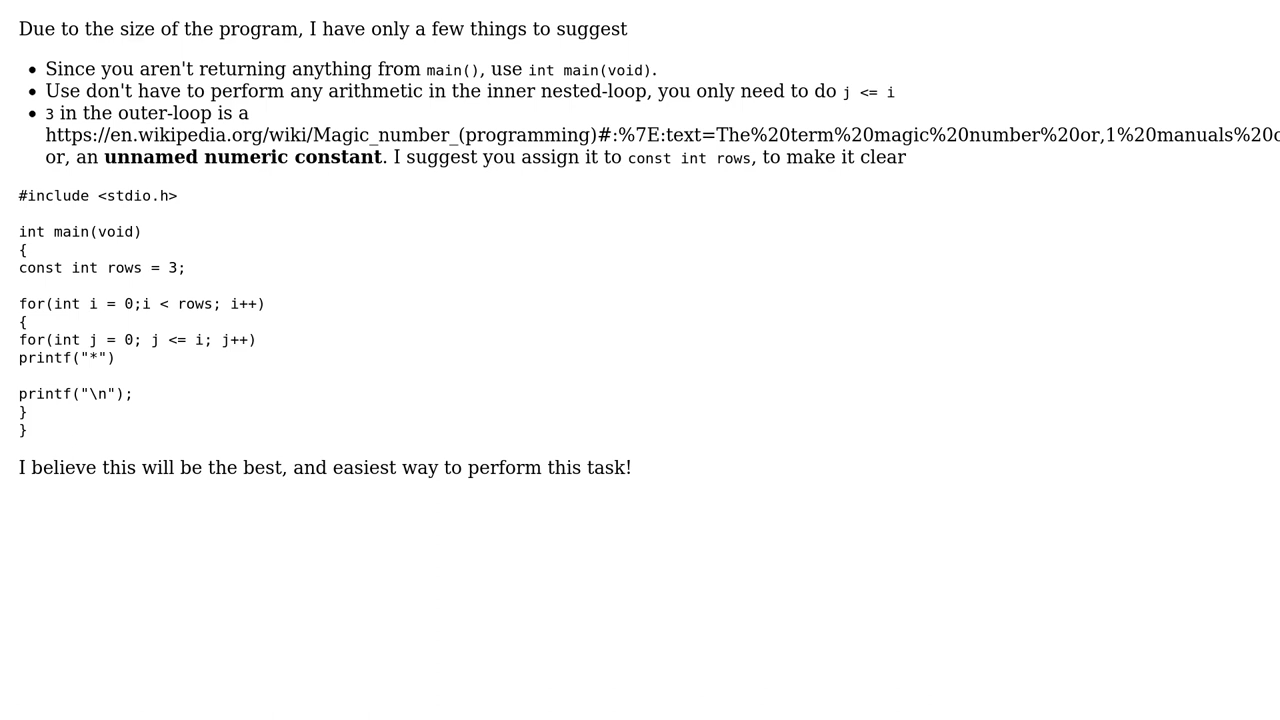 Due to the size of the program, I have only a few things to suggest
• Since you aren't returning anything from main(), use int main(void).
• Use don't have to perform any arithmetic in the inner nested-loop, you only need to do j <= i
• 3 in the outer-loop is a
https://en.wikipedia.org/wiki/Magic_number_(programming)#:%7E:text=The%20term%20magic%20number%20or,1%20manuals%20
or, an unnamed numeric constant. I suggest you assign it to const int rows, to make it clear
#include <stdio.h>
int main(void)
{
const int rows = 3;
for(int i = 0;i < rows; i++)
{
for(int j = 0; j <= i; j++)
printf("*")
printf("\n");
}
}
I believe this will be the best, and easiest way to perform this task!